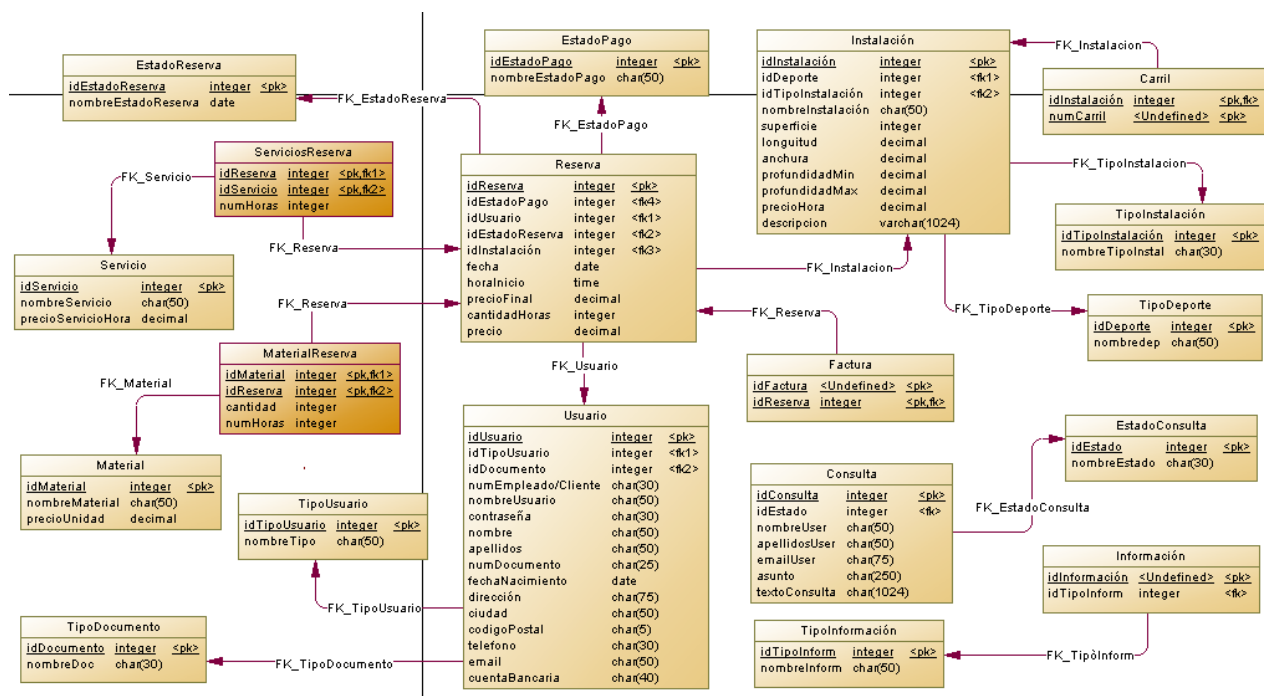 EstadoReserva
idEstadoReserva integer <pk>
nombreEstadoReserva date
FK_EstadoReserva
EstadoPago
idEstadoPago integer <pk>
nombreEstadoPago char(50)
FK_EstadoPago
Instalación
idInstalación integer <pk>
idDeporte integer <fk1>
idTipoInstalación integer <fk2>
nombreInstalación char(50)
superficie integer
longuitud decimal
anchura decimal
profundidadMin decimal
profundidadMax decimal
precioHora decimal
descripcion varchar(1024)
FK_Instalacion
Carril
idInstalación integer <pk,fk>
numCarril <Undefined> <pk>
FK_TipoInstalacion
TipoInstalación
idTipoInstalación integer <pk>
nombreTipoInstal char(30)
ServiciosReserva
idReserva integer <pk,fk1>
idServicio integer <pk,fk2>
numHoras integer
FK_Servicio
FK_Reserva
Servicio
idServicio integer <pk>
nombreServicio char(50)
precioServicioHora decimal
Reserva
idReserva integer <pk>
idEstadoPago integer <fk4>
idUsuario integer <fk1>
idEstadoReserva integer <fk2>
idInstalación integer <fk3>
fecha date
horaInicio time
precioFinal decimal
cantidadHoras integer
precio decimal
FK_Instalacion
FK_TipoDeporte
TipoDeporte
idDeporte integer <pk>
nombredep char(50)
FK_Reserva
FK_Reserva
MaterialReserva
idMaterial integer <pk,fk1>
idReserva integer <pk,fk2>
cantidad integer
numHoras integer
FK_Material
Material
idMaterial integer <pk>
nombreMaterial char(50)
precioUnidad decimal
FK_Usuario
Factura
idFactura <Undefined> <pk>
idReserva integer <pk,fk>
Usuario
idUsuario integer <pk>
idTipoUsuario integer <fk1>
idDocumento integer <fk2>
numEmpleado/Cliente char(30)
nombreUsuario char(50)
contraseña char(30)
nombre char(50)
apellidos char(50)
numDocumento char(25)
fechaNacimiento date
dirección char(75)
ciudad char(50)
codigoPostal char(5)
telefono char(30)
email char(50)
cuentaBancaria char(40)
TipoUsuario
idTipoUsuario integer <pk>
nombreTipo char(50)
FK_TipoUsuario
TipoDocumento
idDocumento integer <pk>
nombreDoc char(30)
FK_TipoDocumento
EstadoConsulta
idEstado integer <pk>
nombreEstado char(30)
Consulta
idConsulta integer <pk>
idEstado integer <fk>
nombreUser char(50)
apellidosUser char(50)
emailUser char(75)
asunto char(250)
textoConsulta char(1024)
FK_EstadoConsulta
Información
idInformación <Undefined> <pk>
idTipoInform integer <fk>
TipoInformación
idTipoInform integer <pk>
nombreInform char(50)
FK_TipòInform